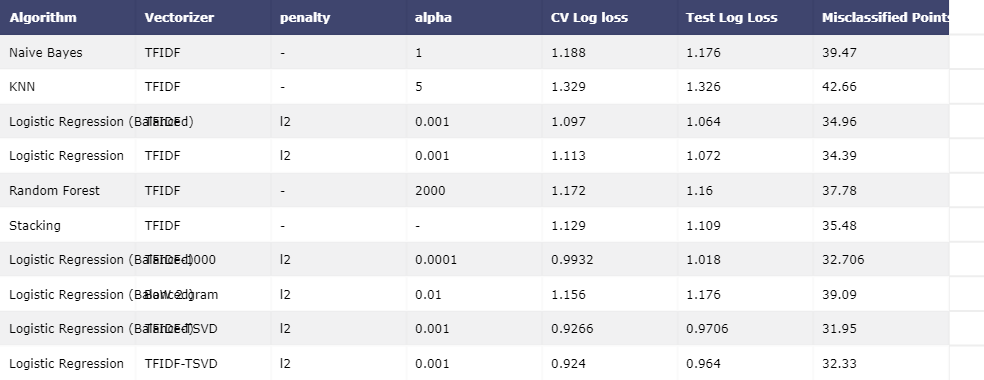 Algorithm Vectorizer penalty alpha CV Log loss Test Log Loss Misclassified Points
Naive Bayes TFIDF - 1 1.188 1.176 39.47
KNN TFIDF - 5 1.329 1.326 42.66
Logistic Regression (Balanced) TFIDF l2 0.001 1.097 1.064 34.96
Logistic Regression TFIDF l2 0.001 1.113 1.072 34.39
Random Forest TFIDF - 2000 1.172 1.16 37.78
Stacking TFIDF - - 1.129 1.109 35.48
Logistic Regression (Balanced) TFIDF-1000 l2 0.0001 0.9932 1.018 32.706
Logistic Regression (Balanced) l2 0.01 1.156 1.176 39.09
Logistic Regression (Balanced) TFIDF-TSVD l2 0.001 0.9266 0.9706 31.95
Logistic Regression TFIDF-TSVD l2 0.001 0.924 0.964 32.33